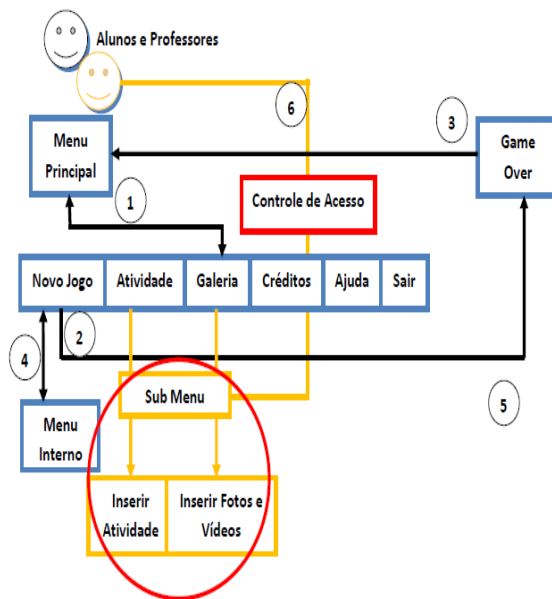 Alunos e Professores
6
3
Menu
Principal
Game
Over
1
Controle de Acesso
Novo Jogo
Atividade
Galeria
Créditos
Ajuda
Sair
2
4
Sub Menu
5
Menu
Interno
Inserir
Atividade
Inserir Fotos e
Vídeos